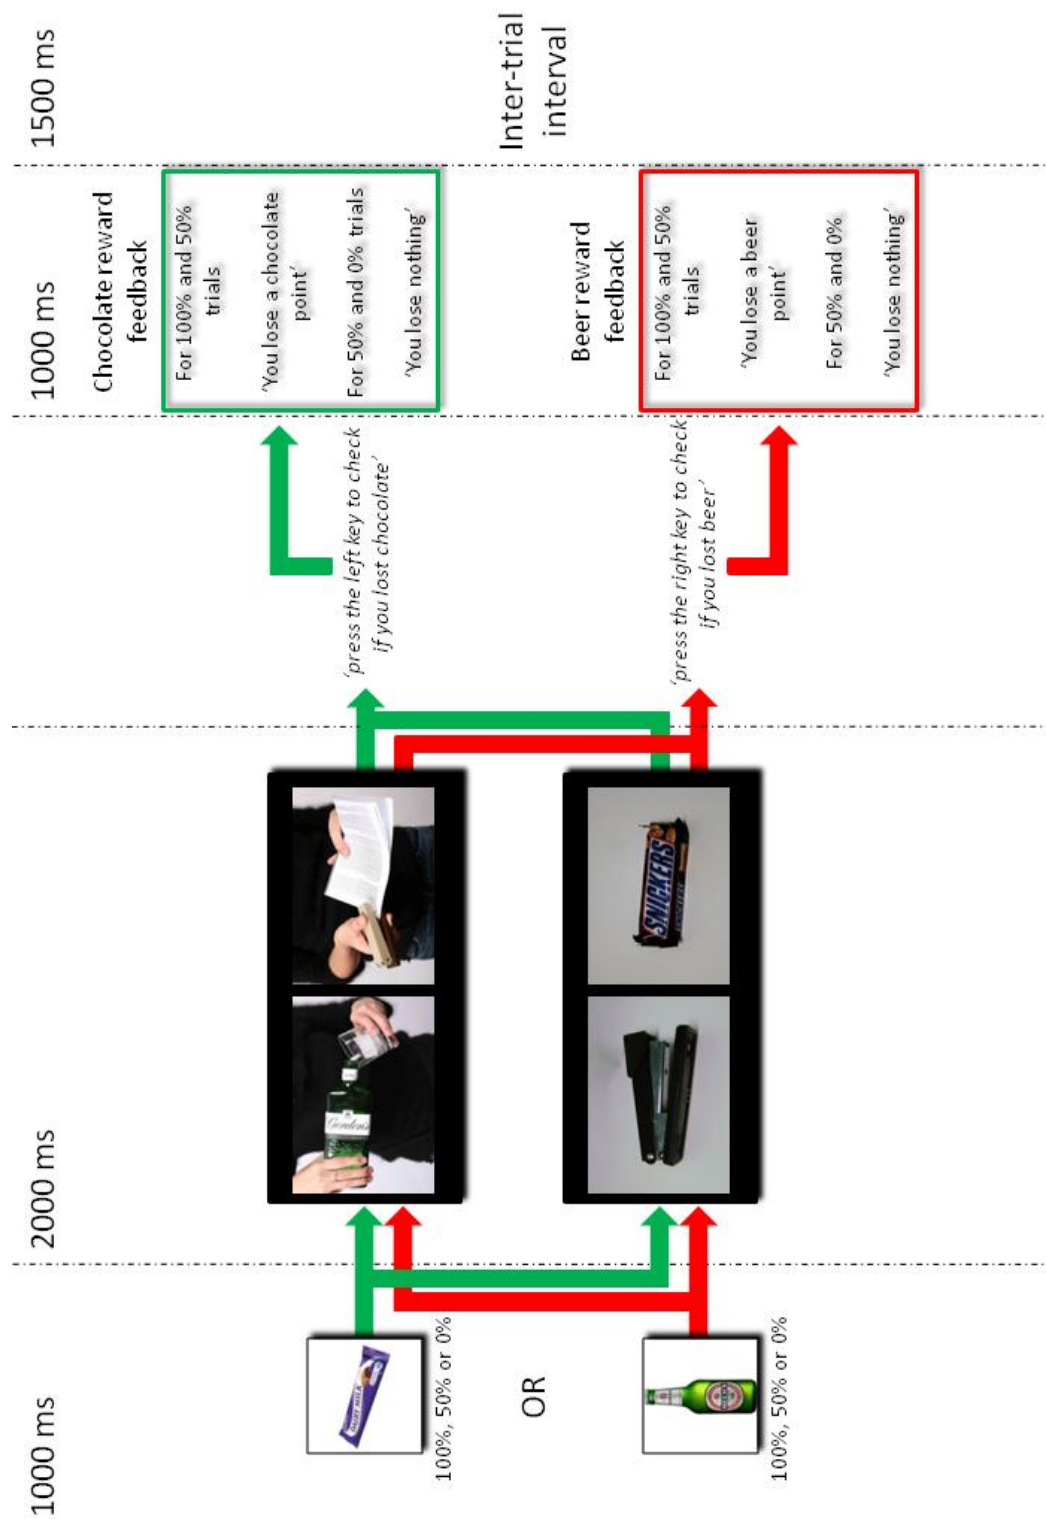 1000 ms
2000 ms
1000 ms
1500 ms
DAIRY MILK
100%, 50% or 0%
OR
100%, 50% or 0%
Gordon's
SNICKERS
‘press the left key to check
if you lost chocolate’
‘press the right key to check
if you lost beer’
Chocolate reward
feedback
For 100% and 50%
trials
‘You lose a chocolate
point’
For 50% and 0% trials
‘You lose nothing’
Beer reward
feedback
For 100% and 50%
trials
‘You lose a beer
point’
For 50% and 0%
‘You lose nothing’
Inter-trial
interval